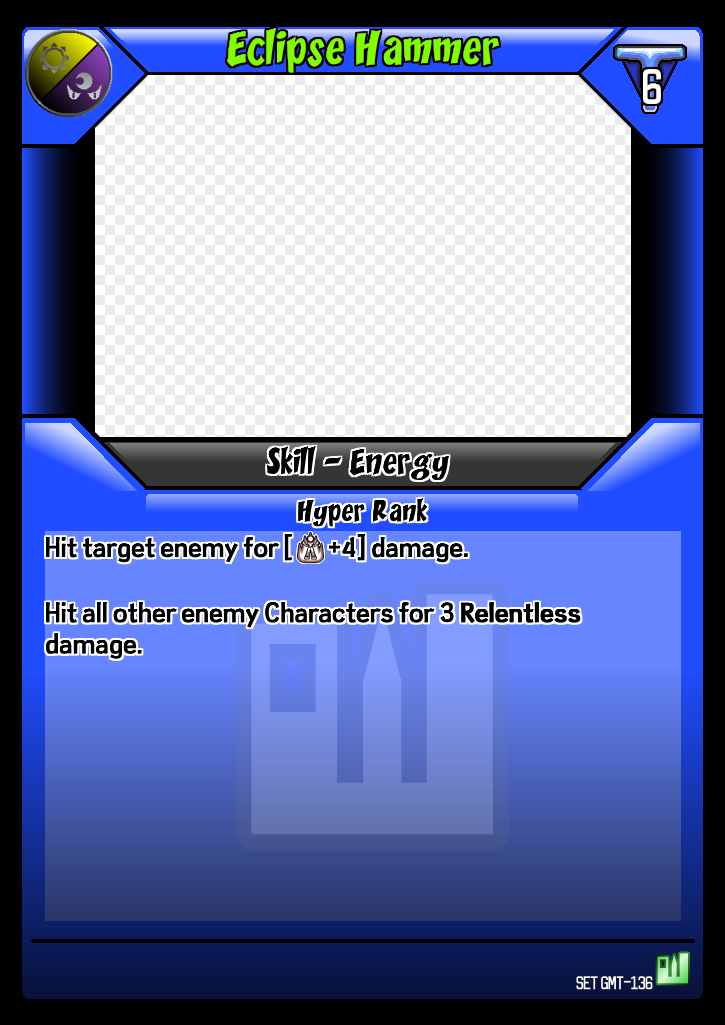 Eclipse Hammer
6
Skill - Energy
Hyper Rank
Hit target enemy for [ +4] damage.
Hit all other enemy Characters for 3 Relentless
damage.
SET GMT-136